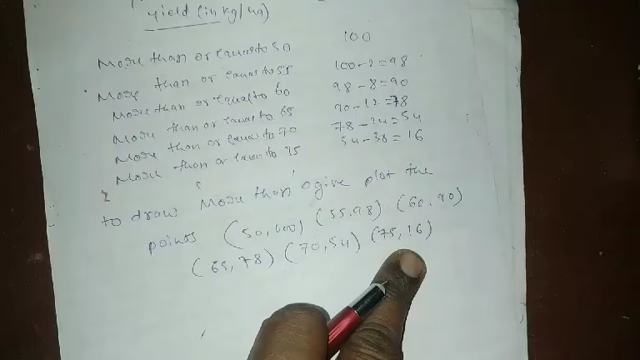 yield (in kg/ha)
More than or equal to 50 100
More than or equal to 55 100-2=98
More than or equal to 60 98-8=90
More than or equal to 65 90-12=78
More than or equal to 70 78-24=54
More than or equal to 75 54-38=16
to draw More than ogive plot the
points (50,100) (55,98) (60,90)
(65,78) (70,54) (75,16)